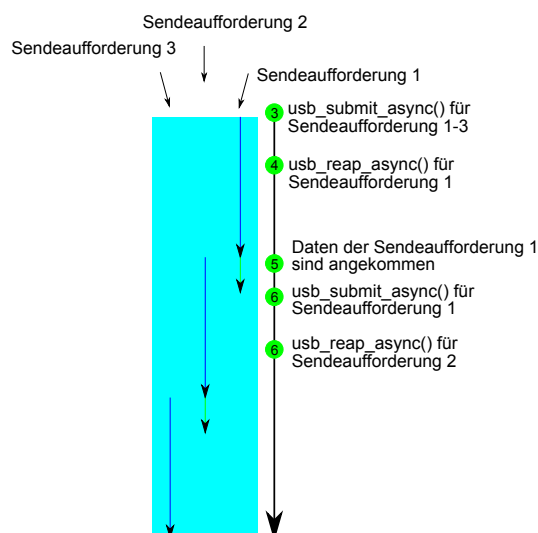 Sendeaufforderung 2
Sendeaufforderung 3
Sendeaufforderung 1
3 usb_submit_async() für
Sendeaufforderung 1-3
4 usb_reap_async() für
Sendeaufforderung 1
Daten der Sendeaufforderung 1
5 sind angekommen
6 usb_submit_async() für
Sendeaufforderung 1
6 usb_reap_async() für
Sendeaufforderung 2